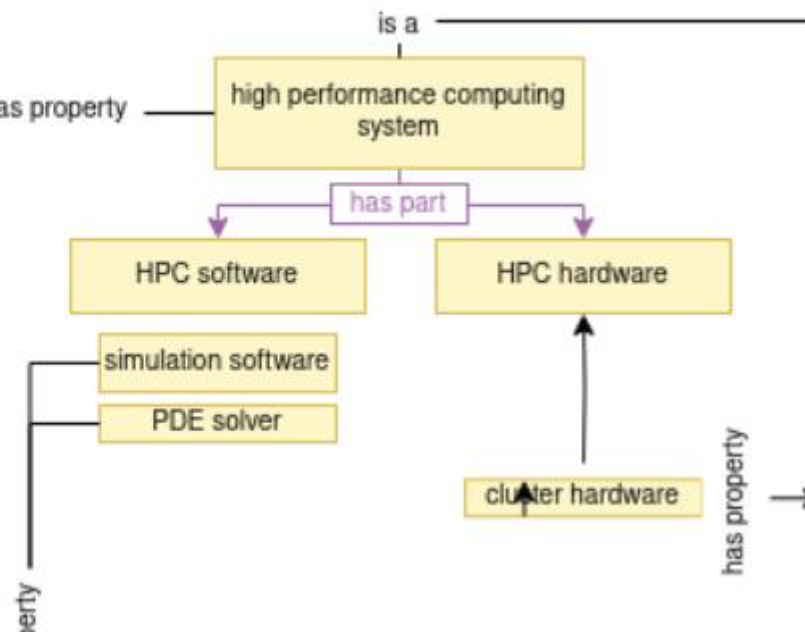 is a
high performance computing
system
as property
has part
HPC software
HPC hardware
simulation software
PDE solver
cluster hardware
has property
erty